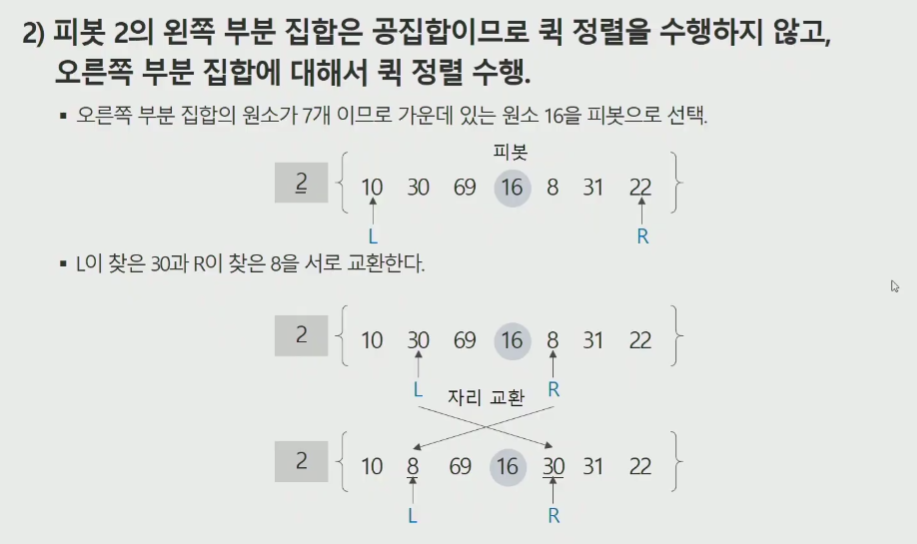 2) 피봇 2의 왼쪽 부분 집합은 공집합이므로 퀵 정렬을 수행하지 않고,
오른쪽 부분 집합에 대해서 퀵 정렬 수행.
▪ 오른쪽 부분 집합의 원소가 7개 이므로 가운데 있는 원소 16을 피봇으로 선택.
피봇
2 { 10 30 69 16 8 31 22 }
L R
▪ L이 찾은 30과 R이 찾은 8을 서로 교환한다.
2 { 10 30 69 16 8 31 22 }
L R
자리 교환
2 { 10 8 69 16 30 31 22 }
L R